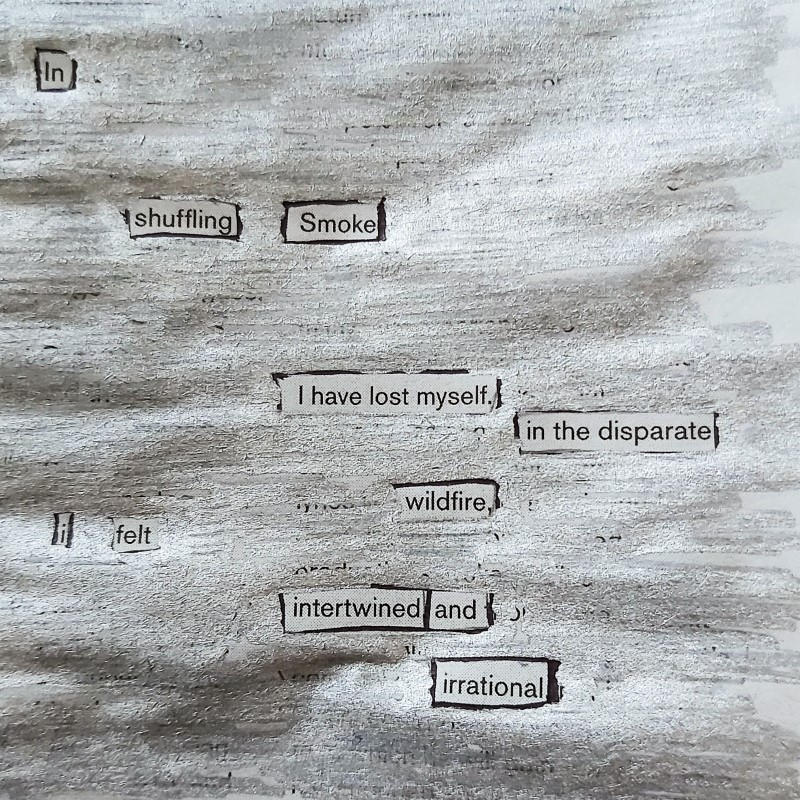 In
shuffling Smoke
I have lost myself.
in the disparate
wildfire,
i felt
intertwined and
irrational